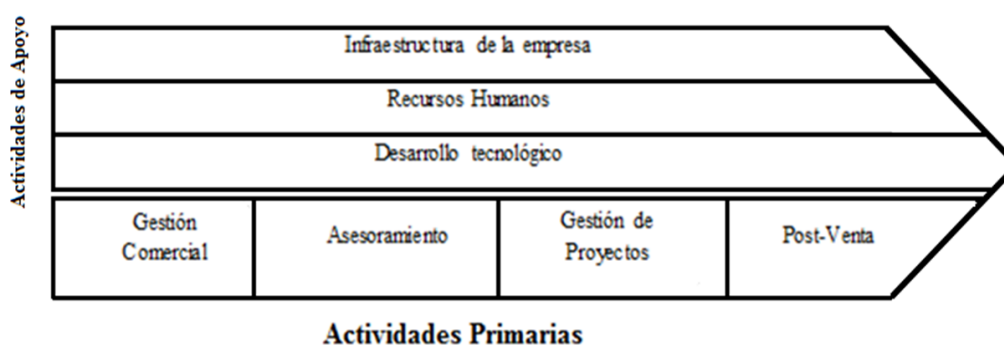 Actividades de Apoyo
Infraestructura de la empresa
Recursos Humanos
Desarrollo tecnológico
Gestión
Comercial
Asesoramiento
Gestión de
Proyectos
Post-Venta
Actividades Primarias